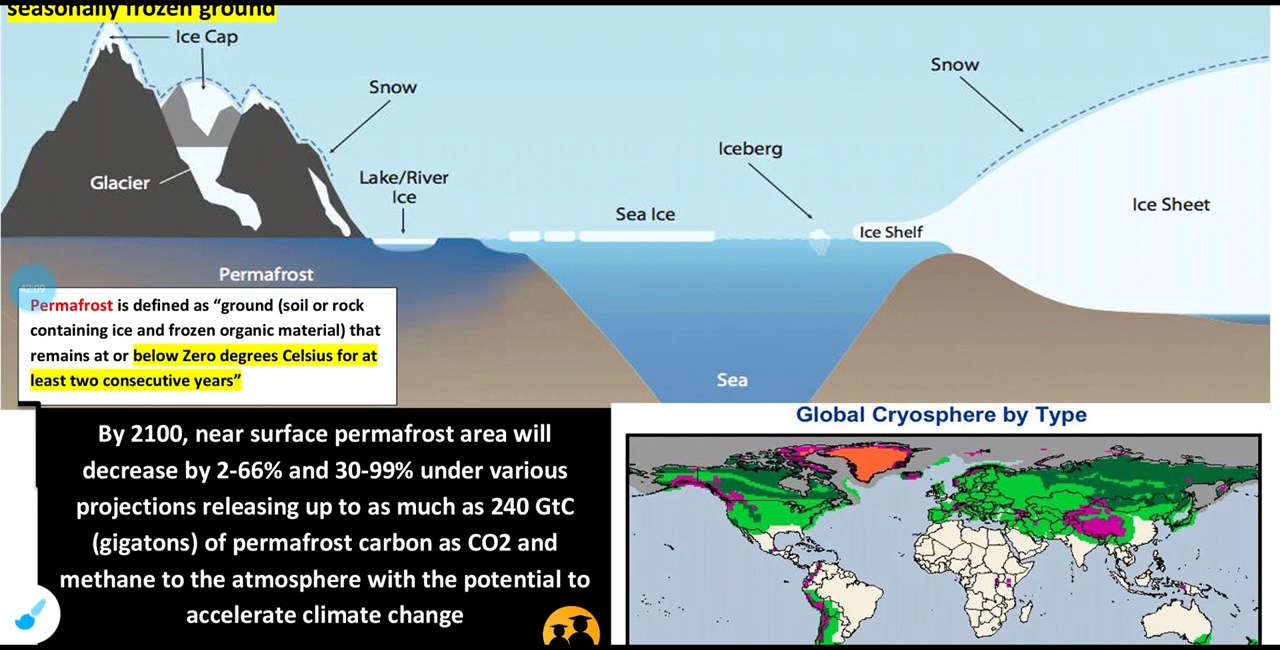 seasonally frozen ground
Ice Cap
Snow
Snow
Iceberg
Lake/River
Ice
Glacier
Sea Ice
Ice Shelf
Ice Sheet
Permafrost
42:09
Permafrost is defined as “ground (soil or rock
containing ice and frozen organic material) that
remains at or below Zero degrees Celsius for at
least two consecutive years”
Sea
By 2100, near surface permafrost area will
decrease by 2-66% and 30-99% under various
projections releasing up to as much as 240 GtC
(gigatons) of permafrost carbon as CO2 and
methane to the atmosphere with the potential to
accelerate climate change
Global Cryosphere by Type